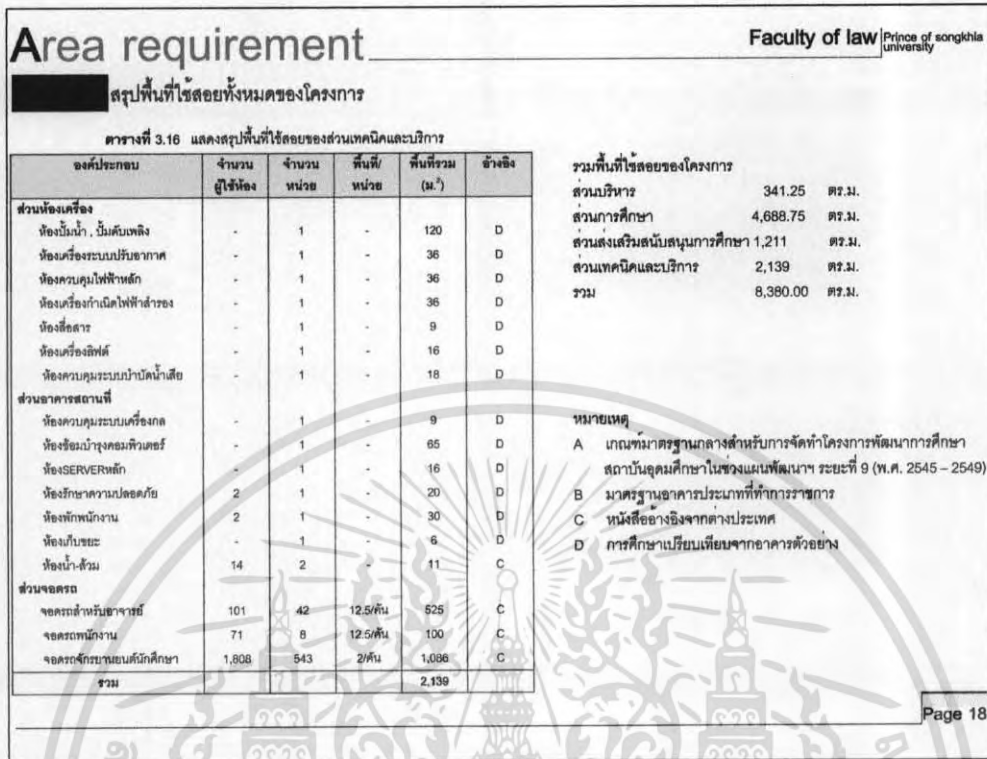 Area requirement
Faculty of law Prince of songkhla university
สรุปพื้นที่ใช้สอยทั้งหมดของโครงการ
ตารางที่ 3.16 แสดงสรุปพื้นที่ใช้สอยของส่วนเทคนิคและบริการ
องค์ประกอบ จำนวนผู้ใช้ห้อง จำนวนหน่วย พื้นที่/หน่วย พื้นที่รวม (ม.²) อ้างอิง
ส่วนห้องเครื่อง
ห้องปั้มน้ำ , ปั้มดับเพลิง - 1 - 120 D
ห้องเครื่องระบบปรับอากาศ - 1 - 36 D
ห้องควบคุมไฟฟ้าหลัก - 1 - 36 D
ห้องเครื่องกำเนิดไฟฟ้าสำรอง - 1 - 36 D
ห้องสื่อสาร - 1 - 9 D
ห้องเครื่องลิฟต์ - 1 - 16 D
ห้องควบคุมระบบบำบัดน้ำเสีย - 1 - 18 D
ส่วนอาคารสถานที่
ห้องควบคุมระบบเครื่องกล - 1 - 9 D
ห้องซ่อมบำรุงคอมพิวเตอร์ - 1 - 65 D
ห้องSERVERหลัก - 1 - 16 D
ห้องรักษาความปลอดภัย 2 1 - 20 D
ห้องพักพนักงาน 2 1 - 30 D
ห้องเก็บขยะ - 1 - 6 D
ห้องน้ำ-ส้วม 14 2 - 11 C
ส่วนจอดรถ
จอดรถสำหรับอาจารย์ 101 42 12.5/คัน 525 C
จอดรถพนักงาน 71 8 12.5/คัน 100 C
จอดรถจักรยานยนต์นักศึกษา 1,808 543 2/คัน 1,086 C
รวม 2,139
รวมพื้นที่ใช้สอยของโครงการ
ส่วนบริหาร 341.25 ตร.ม.
ส่วนการศึกษา 4,688.75 ตร.ม.
ส่วนส่งเสริมสนับสนุนการศึกษา 1,211 ตร.ม.
ส่วนเทคนิคและบริการ 2,139 ตร.ม.
รวม 8,380.00 ตร.ม.
หมายเหตุ
A เกณฑ์มาตรฐานกลางสำหรับการจัดทำโครงการพัฒนาการศึกษา
สถาบันอุดมศึกษาในช่วงแผนพัฒนาฯ ระยะที่ 9 (พ.ศ. 2545 – 2549)
B มาตรฐานอาคารประเภทที่ทำการราชการ
C หนังสืออ้างอิงจากต่างประเทศ
D การศึกษาเปรียบเทียบจากอาคารตัวอย่าง
Page 18